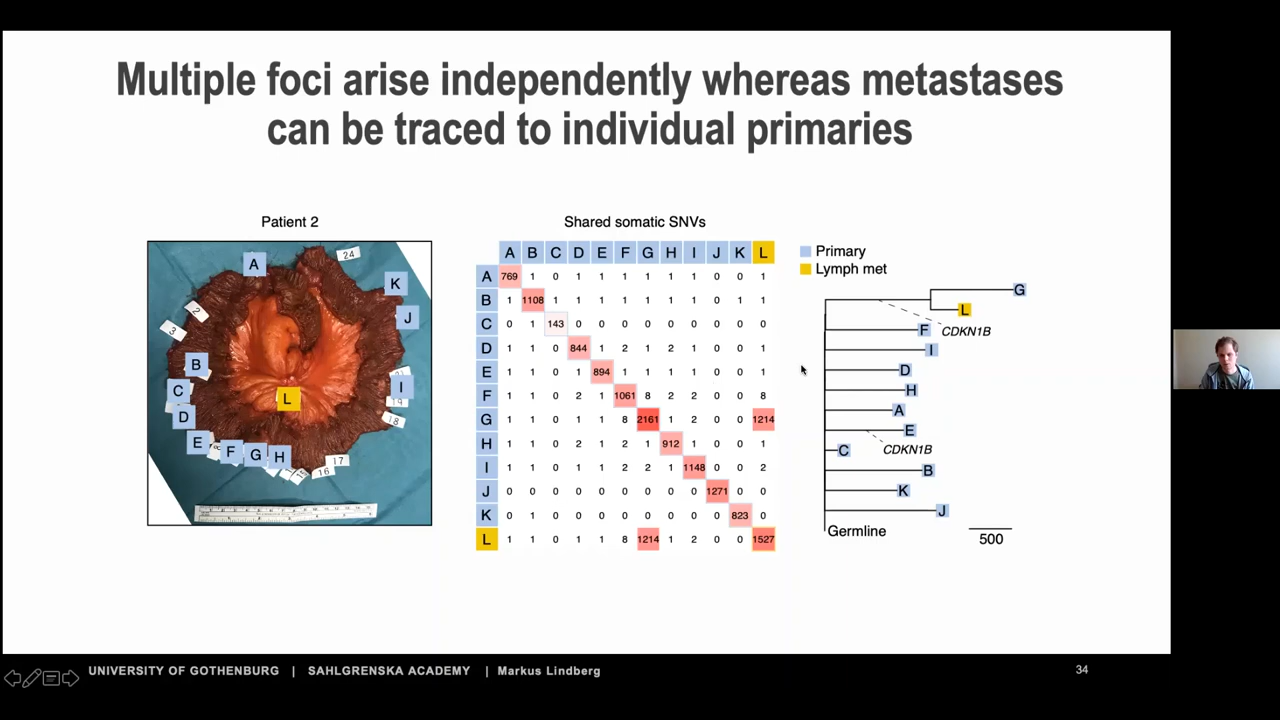 Multiple foci arise independently whereas metastases
can be traced to individual primaries
Patient 2
A
24
K
J
2
3
B
C
D
E
F
G
H
I
L
18
17
16
Shared somatic SNVs
A B C D E F G H I J K L
A 769 1 0 1 1 1 1 1 1 0 0 1
B 1 1108 1 1 1 1 1 1 1 0 1 1
C 0 1 143 0 0 0 0 0 0 0 0 0
D 1 1 0 844 1 2 1 2 1 0 0 1
E 1 1 0 1 894 1 1 1 1 0 0 1
F 1 1 0 2 1 1061 8 2 2 0 0 8
G 1 1 0 1 1 8 2161 1 2 0 0 1214
H 1 1 0 2 1 2 1 912 1 0 0 1
I 1 1 0 1 1 2 2 1 1148 0 0 2
J 0 0 0 0 0 0 0 0 0 1271 0 0
K 0 1 0 0 0 0 0 0 0 0 823 0
L 1 1 0 1 1 8 1214 1 2 0 0 1527
Primary
Lymph met
G
L
CDKN1B
F
I
D
H
A
E
CDKN1B
C
B
K
J
Germline
500
UNIVERSITY OF GOTHENBURG | SAHLGRENSKA ACADEMY | Markus Lindberg
34